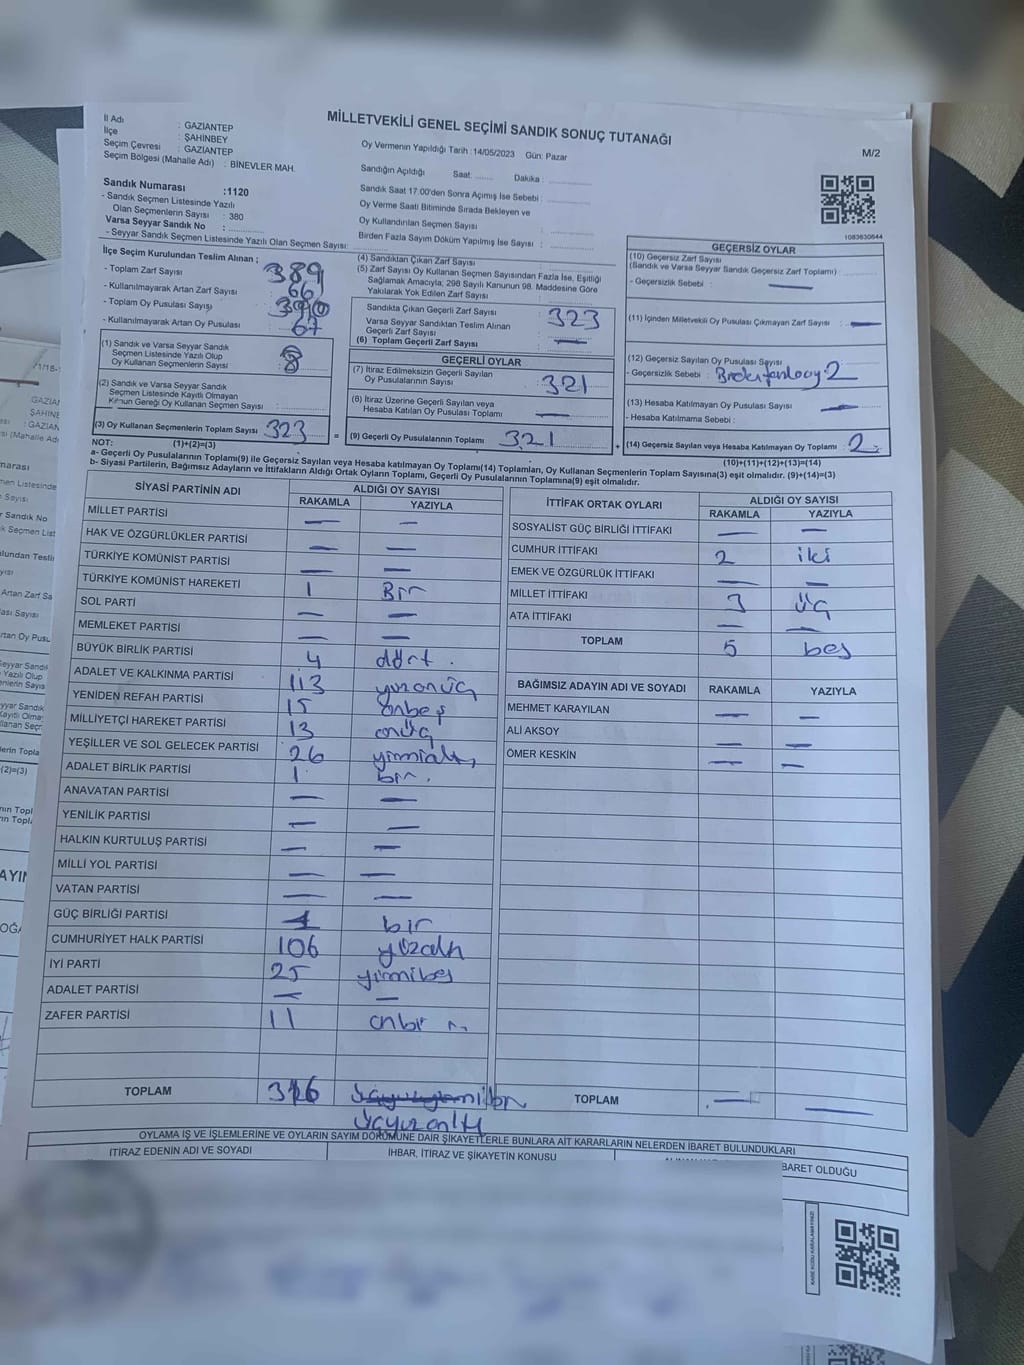 MİLLETVEKİLİ GENEL SEÇİMİ SANDIK SONUÇ TUTANAĞI
M/2
İl Adı : GAZİANTEP
İlçe : ŞAHİNBEY
Seçim Çevresi : GAZİANTEP
Seçim Bölgesi (Mahalle Adı) : BİNEVLER MAH.
Oy Vermenin Yapıldığı Tarih : 14/05/2023 Gün: Pazar
Sandığın Açıldığı Saat: ........ Dakika : ..............
Sandık Saat 17:00'den Sonra Açımış İse Sebebi : ..............
Oy Verme Saati Bitiminde Sırada Bekleyen ve
Oy Kullandırılan Seçmen Sayısı : ..............
Birden Fazla Sayım Döküm Yapılmış İse Sayısı : ..............
Sandık Numarası :1120
- Sandık Seçmen Listesinde Yazılı
Olan Seçmenlerin Sayısı : 380
Varsa Seyyar Sandık No : ..............
- Seyyar Sandık Seçmen Listesinde Yazılı Olan Seçmen Sayısı: ..............
1083630644
İlçe Seçim Kurulundan Teslim Alınan ;
- Toplam Zarf Sayısı 389
- Kullanılmayarak Artan Zarf Sayısı 66
- Toplam Oy Pusulası Sayısı 390
- Kullanılmayarak Artan Oy Pusulası 67
(1) Sandık ve Varsa Seyyar Sandık
Seçmen Listesinde Yazılı Olup
Oy Kullanan Seçmenlerin Sayısı : 8
(2) Sandık ve Varsa Seyyar Sandık
Seçmen Listesinde Kayıtlı Olmayan
Kanun Gereği Oy Kullanan Seçmen Sayısı : ..............
(3) Oy Kullanan Seçmenlerin Toplam Sayısı 323
(4) Sandıktan Çıkan Zarf Sayısı : ..............
(5) Zarf Sayısı Oy Kullanan Seçmen Sayısından Fazla İse, Eşitliği
Sağlamak Amacıyla; 298 Sayılı Kanunun 98. Maddesine Göre
Yakılarak Yok Edilen Zarf Sayısı : ..............
Sandıkta Çıkan Geçerli Zarf Sayısı : 323
Varsa Seyyar Sandıktan Teslim Alınan
Geçerli Zarf Sayısı : —
(6) Toplam Geçerli Zarf Sayısı :
GEÇERLİ OYLAR
(7) İtiraz Edilmeksizin Geçerli Sayılan
Oy Pusulalarının Sayısı : 321
(8) İtiraz Üzerine Geçerli Sayılan veya
Hesaba Katılan Oy Pusulası Toplamı : —
= (9) Geçerli Oy Pusulalarının Toplamı : 321
GEÇERSİZ OYLAR
(10) Geçersiz Zarf Sayısı
(Sandık ve Varsa Seyyar Sandık Geçersiz Zarf Toplamı) : ..............
- Geçersizlik Sebebi : —
(11) İçinden Milletvekili Oy Pusulası Çıkmayan Zarf Sayısı : —
(12) Geçersiz Sayılan Oy Pusulası Sayısı : 2
- Geçersizlik Sebebi :
(13) Hesaba Katılmayan Oy Pusulası Sayısı : —
- Hesaba Katılmama Sebebi :
+ (14) Geçersiz Sayılan veya Hesaba Katılmayan Oy Toplamı : 2
NOT: (1)+(2)=(3)
(10)+(11)+(12)+(13)=(14)
a- Geçerli Oy Pusulalarının Toplamı(9) ile Geçersiz Sayılan veya Hesaba katılmayan Oy Toplamı(14) Toplamları, Oy Kullanan Seçmenlerin Toplam Sayısına(3) eşit olmalıdır. (9)+(14)=(3)
b- Siyasi Partilerin, Bağımsız Adayların ve İttifakların Aldığı Ortak Oyların Toplamı, Geçerli Oy Pusulalarının Toplamına(9) eşit olmalıdır.
SİYASİ PARTİNİN ADI ALDIĞI OY SAYISI
RAKAMLA YAZIYLA
MİLLET PARTİSİ — —
HAK VE ÖZGÜRLÜKLER PARTİSİ — —
TÜRKİYE KOMÜNİST PARTİSİ — —
TÜRKİYE KOMÜNİST HAREKETİ 1 Bir
SOL PARTİ — —
MEMLEKET PARTİSİ — —
BÜYÜK BİRLİK PARTİSİ 4 dört .
ADALET VE KALKINMA PARTİSİ 113 yüzonüç
YENİDEN REFAH PARTİSİ 15 onbeş
MİLLİYETÇİ HAREKET PARTİSİ 13 onüç
YEŞİLLER VE SOL GELECEK PARTİSİ 26 yirmialtı
ADALET BİRLİK PARTİSİ 1 bir.
ANAVATAN PARTİSİ — —
YENİLİK PARTİSİ — —
HALKIN KURTULUŞ PARTİSİ — —
MİLLİ YOL PARTİSİ — —
VATAN PARTİSİ — —
GÜÇ BİRLİĞİ PARTİSİ 1 bir
CUMHURİYET HALK PARTİSİ 106 yüzaltı
İYİ PARTİ 25 yirmibeş
ADALET PARTİSİ — —
ZAFER PARTİSİ 11 onbir
TOPLAM 316
üçyüzonaltı
İTTİFAK ORTAK OYLARI ALDIĞI OY SAYISI
RAKAMLA YAZIYLA
SOSYALİST GÜÇ BİRLİĞİ İTTİFAKI — —
CUMHUR İTTİFAKI 2 iki
EMEK VE ÖZGÜRLÜK İTTİFAKI — —
MİLLET İTTİFAKI 3 üç
ATA İTTİFAKI — —
TOPLAM 5 beş
BAĞIMSIZ ADAYIN ADI VE SOYADI RAKAMLA YAZIYLA
MEHMET KARAYILAN — —
ALİ AKSOY — —
ÖMER KESKİN — —
TOPLAM — —
OYLAMA İŞ VE İŞLEMLERİNE VE OYLARIN SAYIM DÖKÜMÜNE DAİR ŞİKAYETLERLE BUNLARA AİT KARARLARIN NELERDEN İBARET BULUNDUKLARI
İTİRAZ EDENİN ADI VE SOYADI İHBAR, İTİRAZ VE ŞİKAYETİN KONUSU BARET OLDUĞU
KARE KODU KARALAMAYINIZ!